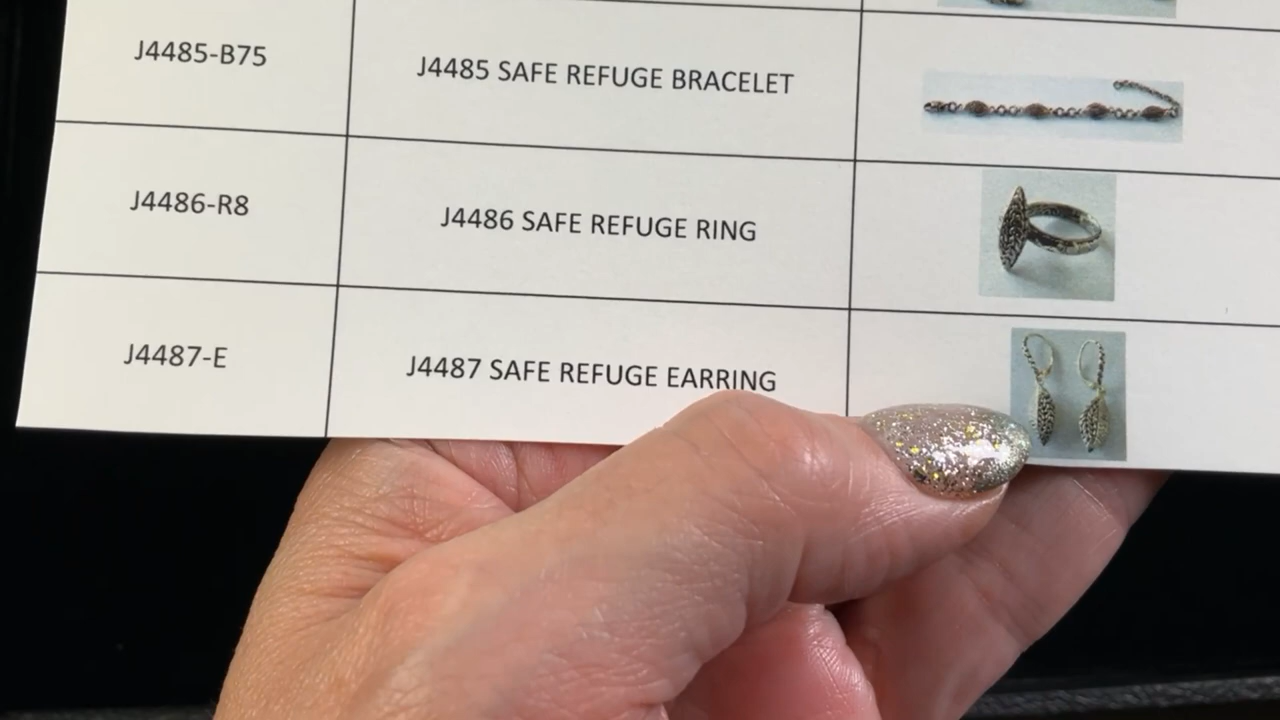 J4485-B75
J4485 SAFE REFUGE BRACELET
J4486-R8
J4486 SAFE REFUGE RING
J4487-E
J4487 SAFE REFUGE EARRING